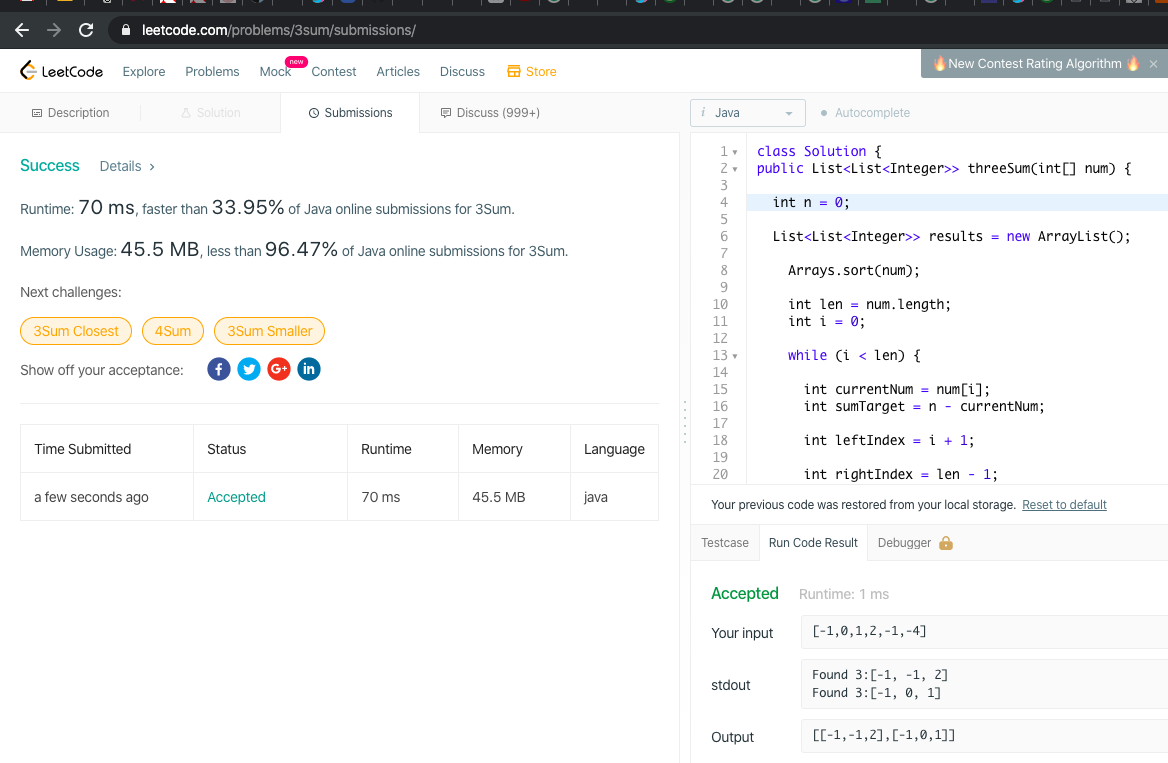 leetcode.com/problems/3sum/submissions/
LeetCode Explore Problems Mock new Contest Articles Discuss Store
🔥New Contest Rating Algorithm 🔥 ×
Description Solution Submissions Discuss (999+)
Success Details >
Runtime: 70 ms, faster than 33.95% of Java online submissions for 3Sum.
Memory Usage: 45.5 MB, less than 96.47% of Java online submissions for 3Sum.
Next challenges:
3Sum Closest 4Sum 3Sum Smaller
Show off your acceptance: f G+ in
Time Submitted Status Runtime Memory Language
a few seconds ago Accepted 70 ms 45.5 MB java
i Java Autocomplete
1 class Solution {
2 public List<List<Integer>> threeSum(int[] num) {
3
4 int n = 0;
5
6 List<List<Integer>> results = new ArrayList();
7
8 Arrays.sort(num);
9
10 int len = num.length;
11 int i = 0;
12
13 while (i < len) {
14
15 int currentNum = num[i];
16 int sumTarget = n - currentNum;
17
18 int leftIndex = i + 1;
19
20 int rightIndex = len - 1;
Your previous code was restored from your local storage. Reset to default
Testcase Run Code Result Debugger
Accepted Runtime: 1 ms
Your input [-1,0,1,2,-1,-4]
stdout Found 3:[-1, -1, 2]
Found 3:[-1, 0, 1]
Output [[-1,-1,2],[-1,0,1]]